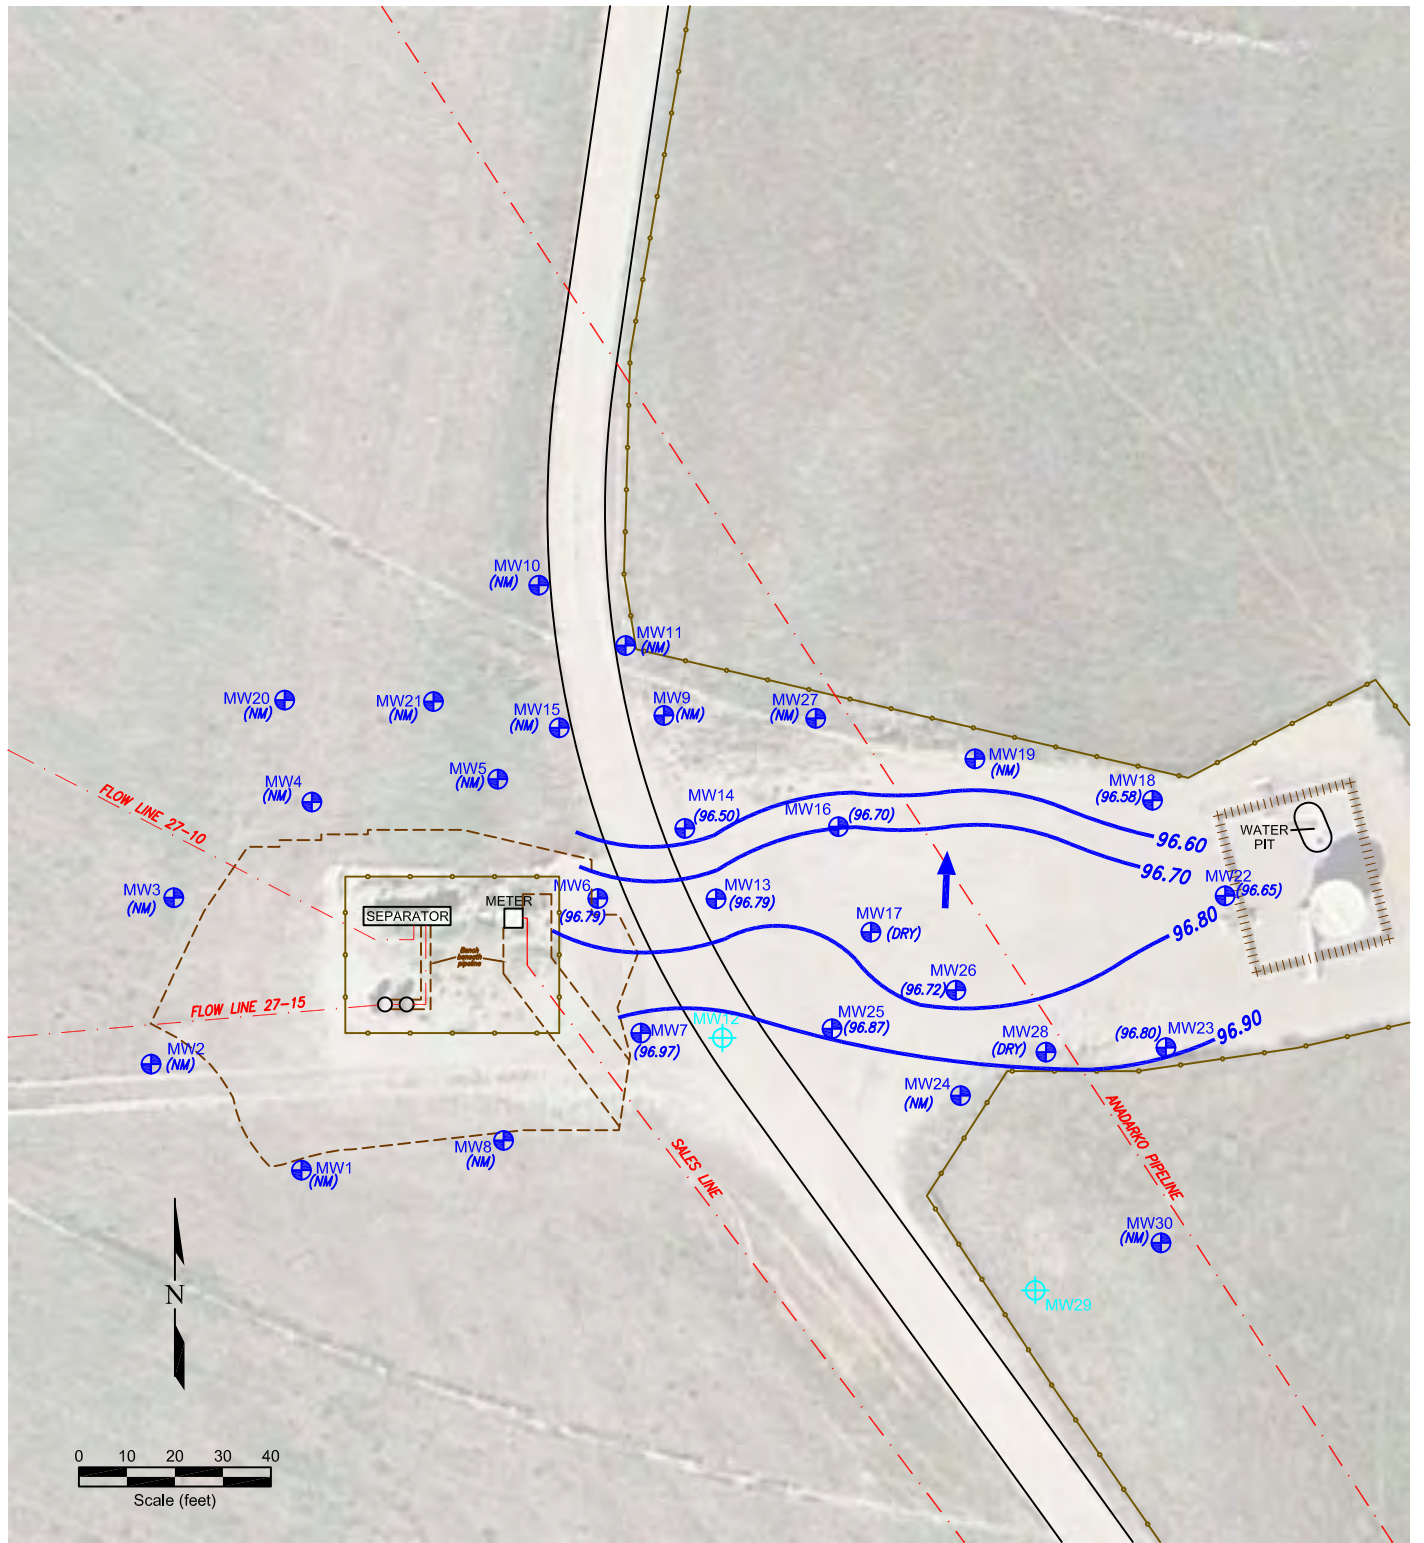 MW10
(NM)
MW11
(NM)
MW20
(NM)
MW21
(NM)
MW15
(NM)
MW9
(NM)
MW27
(NM)
MW19
(NM)
MW5
(NM)
MW4
(NM)
MW18
(96.58)
MW14
(96.50)
MW16
(96.70)
FLOW LINE 27-10
WATER
PIT
96.60
96.70
MW3
(NM)
MW6
(96.79)
METER
SEPARATOR
MW13
(96.79)
MW22
(96.65)
96.80
MW17
(DRY)
Bench
beneath
pipeline
MW26
(96.72)
FLOW LINE 27-15
MW7
(96.97)
MW12
MW25
(96.87)
MW28
(DRY)
(96.80)
MW23
96.90
MW2
(NM)
MW24
(NM)
ANADARKO PIPELINE
SALES LINE
MW8
(NM)
MW1
(NM)
MW30
(NM)
MW29
N
0 10 20 30 40
Scale (feet)